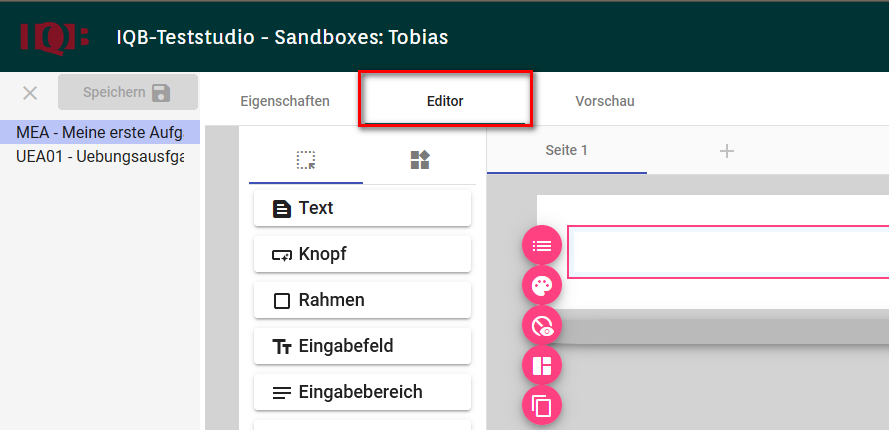 IQB: IQB-Teststudio - Sandboxes: Tobias
Speichern
Eigenschaften Editor Vorschau
MEA - Meine erste Aufg
UEA01 - Uebungsausfga
Seite 1
Text
Knopf
Rahmen
Eingabefeld
Eingabebereich